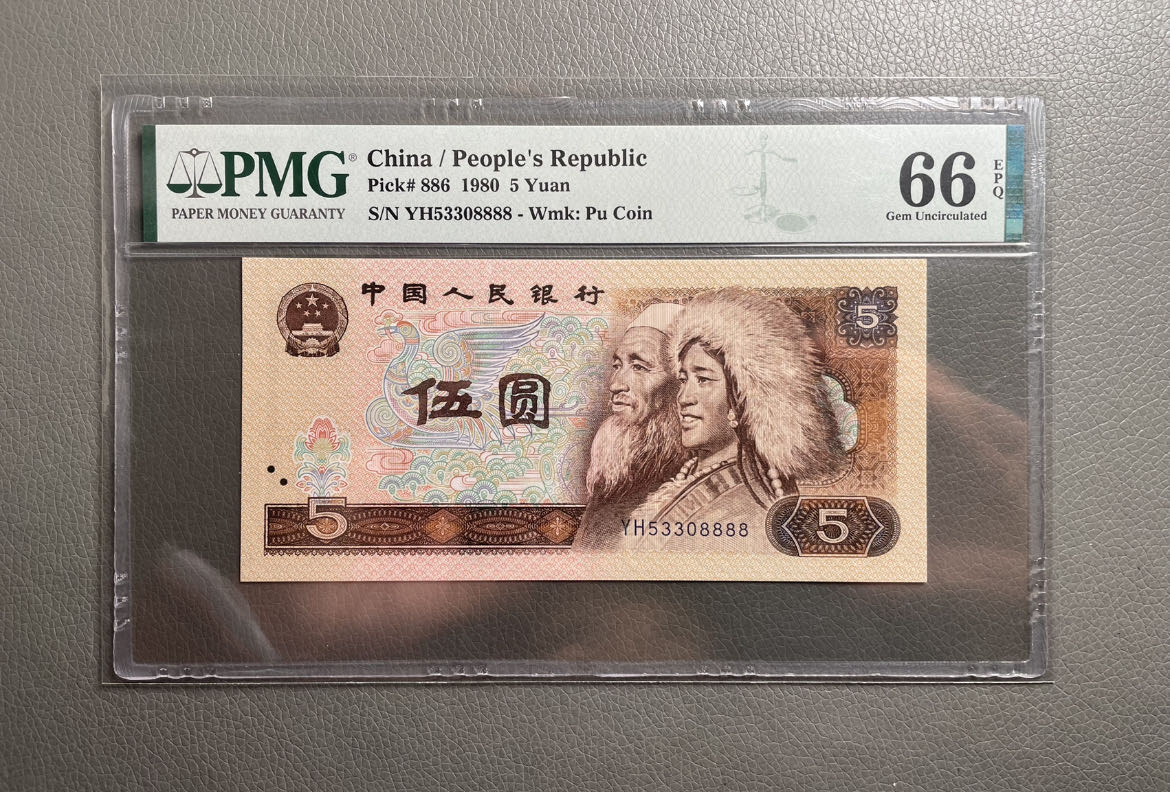 PMG®
PAPER MONEY GUARANTY
China / People's Republic
Pick# 886 1980 5 Yuan
S/N YH53308888 - Wmk: Pu Coin
66
EPQ
Gem Uncirculated
中国人民银行
5
伍圆
5
YH53308888
5